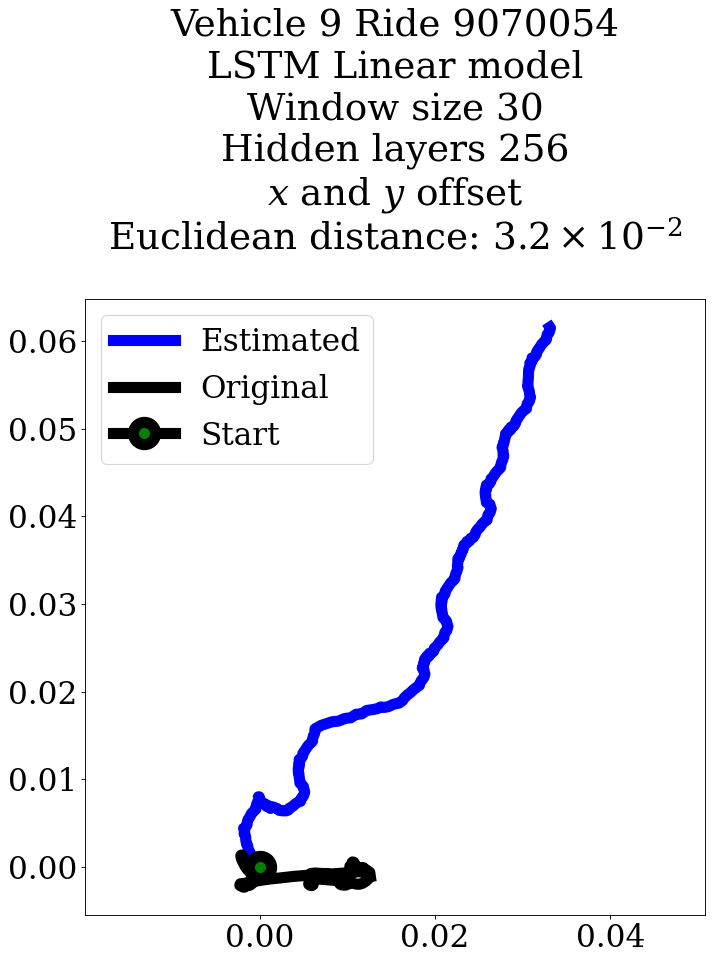 Vehicle 9 Ride 9070054
LSTM Linear model
Window size 30
Hidden layers 256
x and y offset
Euclidean distance: 3.2 × 10⁻²
Estimated
Original
Start
0.06
0.05
0.04
0.03
0.02
0.01
0.00
0.00 0.02 0.04